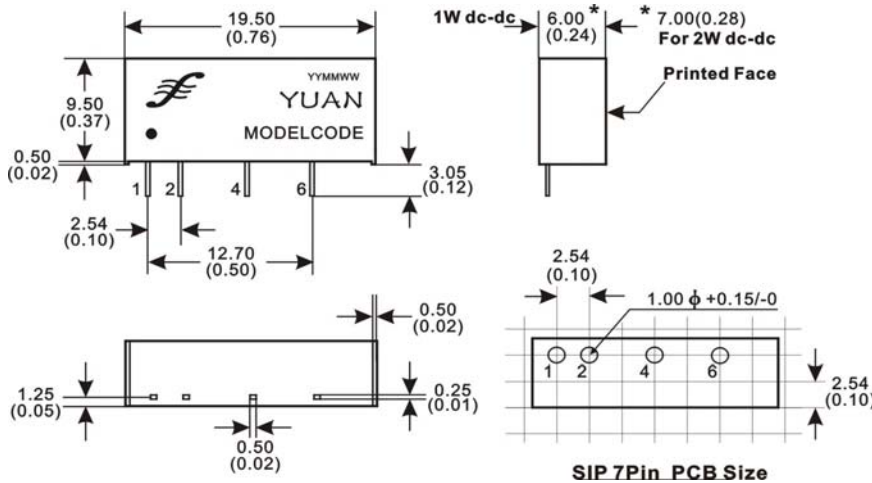 19.50
(0.76)
1W dc-dc
6.00 *
(0.24)
* 7.00(0.28)
For 2W dc-dc
Printed Face
9.50
(0.37)
YYMMWW
YUAN
MODELCODE
0.50
(0.02)
1 2 4 6
3.05
(0.12)
2.54
(0.10)
12.70
(0.50)
0.50
(0.02)
1.25
(0.05)
0.25
(0.01)
0.50
(0.02)
2.54
(0.10)
1.00 ϕ +0.15/-0
1 2 4 6
2.54
(0.10)
SIP 7Pin PCB Size